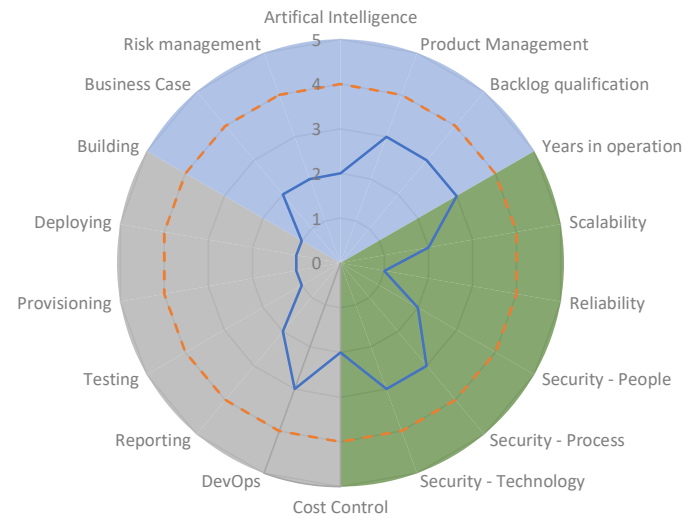 Artifical Intelligence
Risk management
Product Management
Business Case
Backlog qualification
Building
Years in operation
Deploying
Scalability
Provisioning
Reliability
Testing
Security - People
Reporting
Security - Process
DevOps
Security - Technology
Cost Control
5
4
3
2
1
0